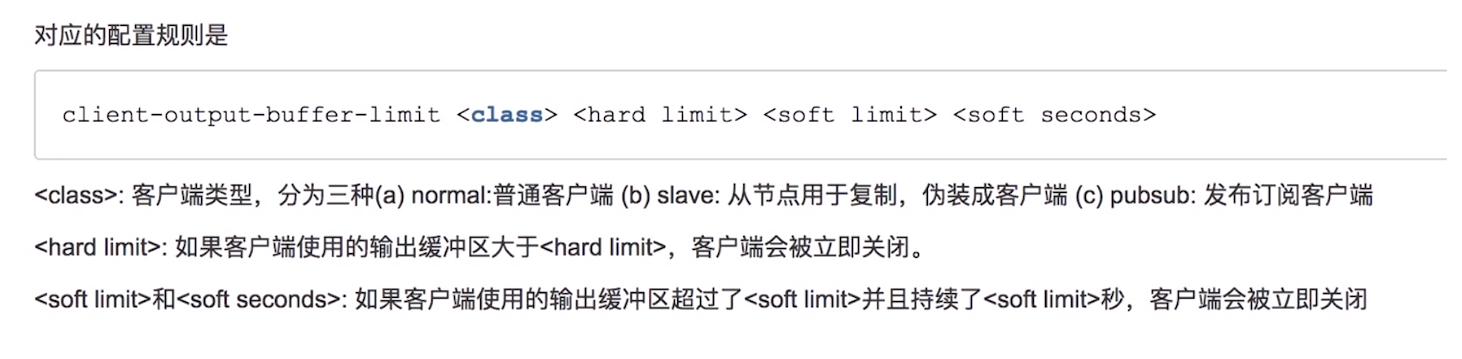 对应的配置规则是
client-output-buffer-limit <class> <hard limit> <soft limit> <soft seconds>
<class>: 客户端类型，分为三种(a) normal:普通客户端 (b) slave: 从节点用于复制，伪装成客户端 (c) pubsub: 发布订阅客户端
<hard limit>: 如果客户端使用的输出缓冲区大于<hard limit>，客户端会被立即关闭。
<soft limit>和<soft seconds>: 如果客户端使用的输出缓冲区超过了<soft limit>并且持续了<soft limit>秒，客户端会被立即关闭